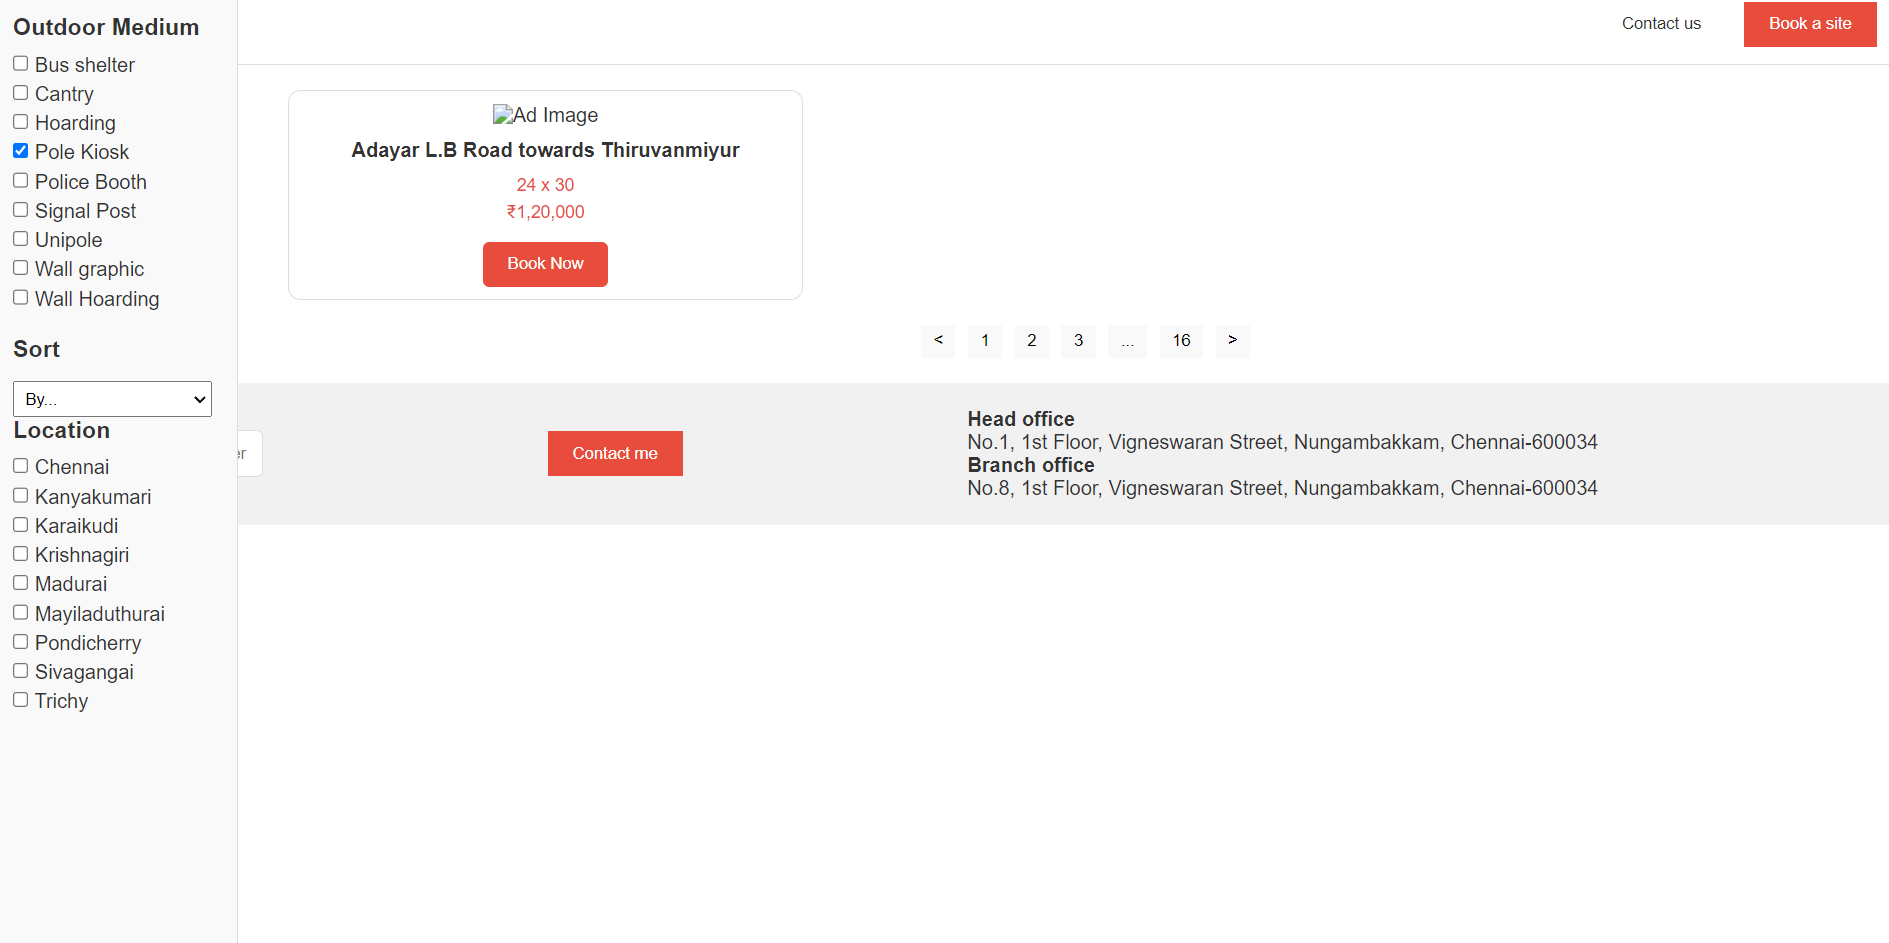 Outdoor Medium
Bus shelter
Cantry
Hoarding
Pole Kiosk
Police Booth
Signal Post
Unipole
Wall graphic
Wall Hoarding
Sort
By...
Location
Chennai
Kanyakumari
Karaikudi
Krishnagiri
Madurai
Mayiladuthurai
Pondicherry
Sivagangai
Trichy
Contact us
Book a site
Ad Image
Adayar L.B Road towards Thiruvanmiyur
24 x 30
₹1,20,000
Book Now
< 1 2 3 ... 16 >
er
Contact me
Head office
No.1, 1st Floor, Vigneswaran Street, Nungambakkam, Chennai-600034
Branch office
No.8, 1st Floor, Vigneswaran Street, Nungambakkam, Chennai-600034